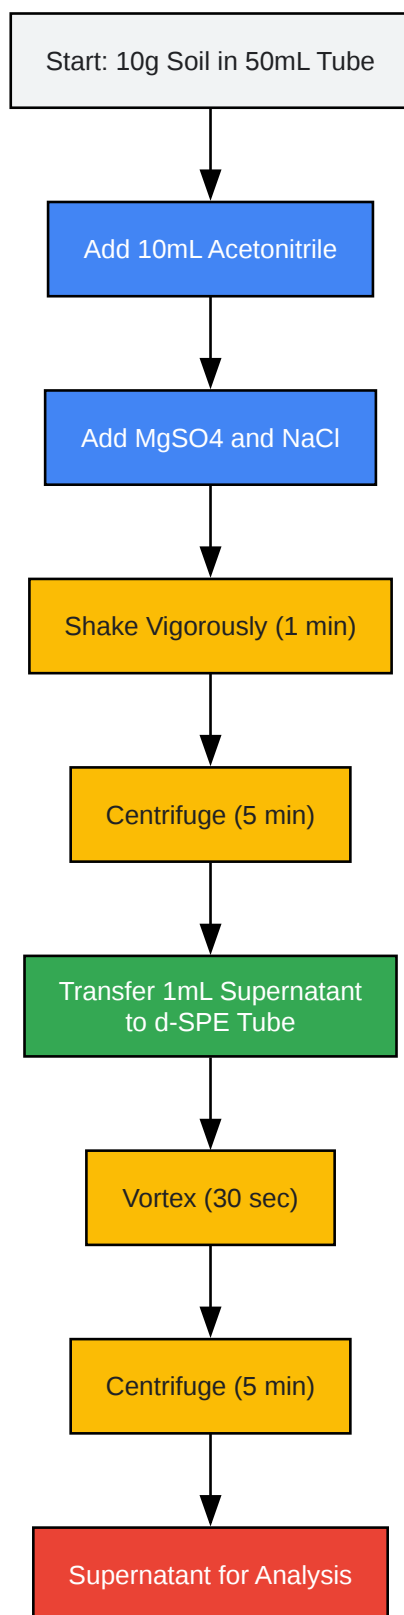 Start: 10g Soil in 50mL Tube
Add 10mL Acetonitrile
Add MgSO4 and NaCl
Shake Vigorously (1 min)
Centrifuge (5 min)
Transfer 1mL Supernatant
to d-SPE Tube
Vortex (30 sec)
Centrifuge (5 min)
Supernatant for Analysis